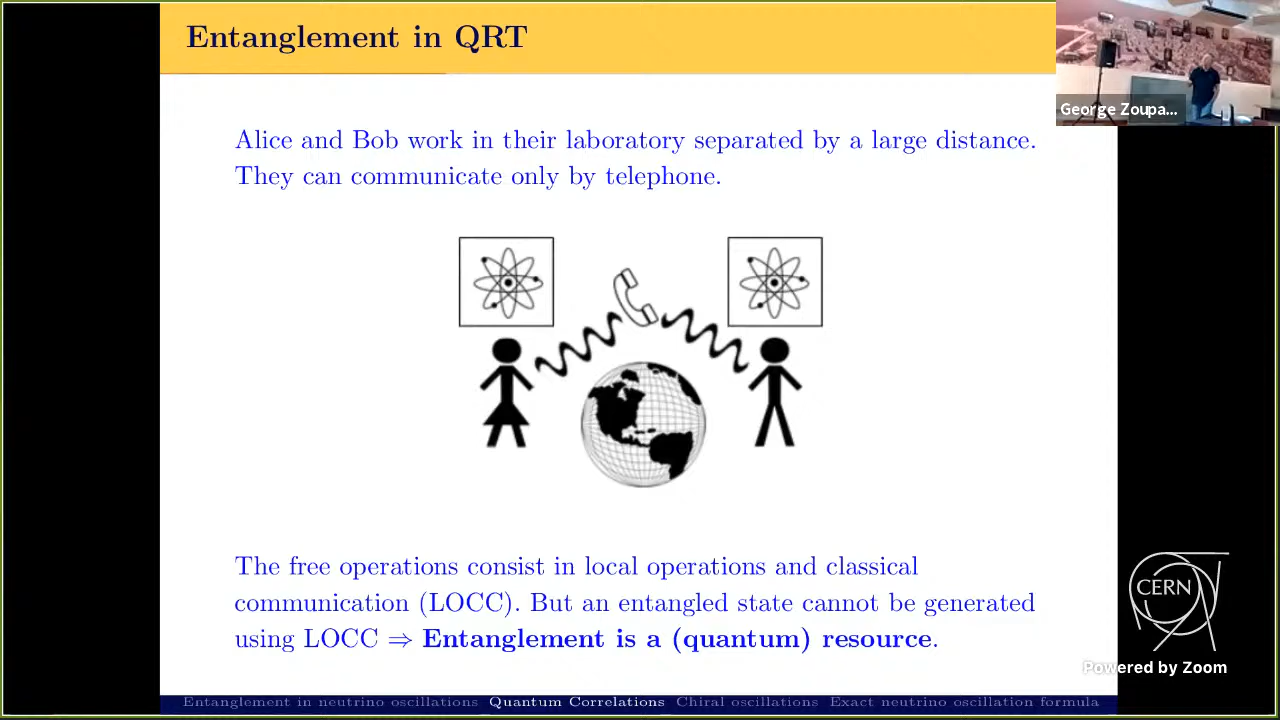 Entanglement in QRT
George Zoupa...
Alice and Bob work in their laboratory separated by a large distance.
They can communicate only by telephone.
The free operations consist in local operations and classical
communication (LOCC). But an entangled state cannot be generated
using LOCC ⇒ Entanglement is a (quantum) resource.
CERN
Powered by Zoom
Entanglement in neutrino oscillations Quantum Correlations Chiral oscillations Exact neutrino oscillation formula